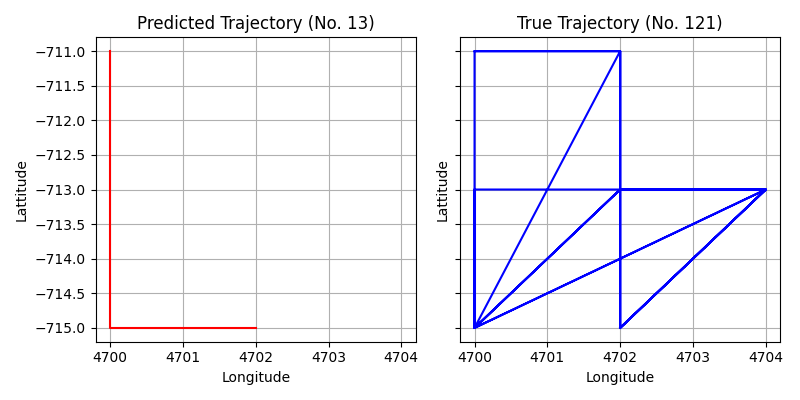 Predicted Trajectory (No. 13)
True Trajectory (No. 121)
−711.0
−711.5
−712.0
−712.5
−713.0
−713.5
−714.0
−714.5
−715.0
Lattitude
Lattitude
4700 4701 4702 4703 4704
4700 4701 4702 4703 4704
Longitude
Longitude